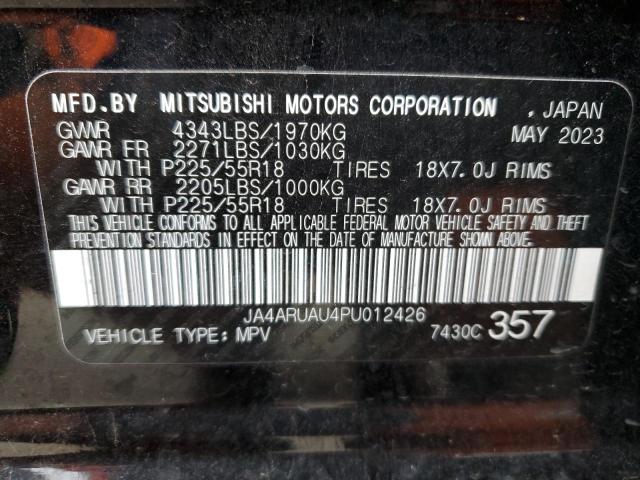 MFD.BY MITSUBISHI MOTORS CORPORATION , JAPAN
GVWR 4343LBS/1970KG MAY 2023
GAWR FR 2271LBS/1030KG
WITH P225/55R18 TIRES 18X7.0J RIMS
GAWR RR 2205LBS/1000KG
WITH P225/55R18 TIRES 18X7.0J RIMS
THIS VEHICLE CONFORMS TO ALL APPLICABLE FEDERAL MOTOR VEHICLE SAFETY AND THEFT
PREVENTION STANDARDS IN EFFECT ON THE DATE OF MANUFACTURE SHOWN ABOVE.
JA4ARUAU4PU012426
VEHICLE TYPE: MPV 7430C 357